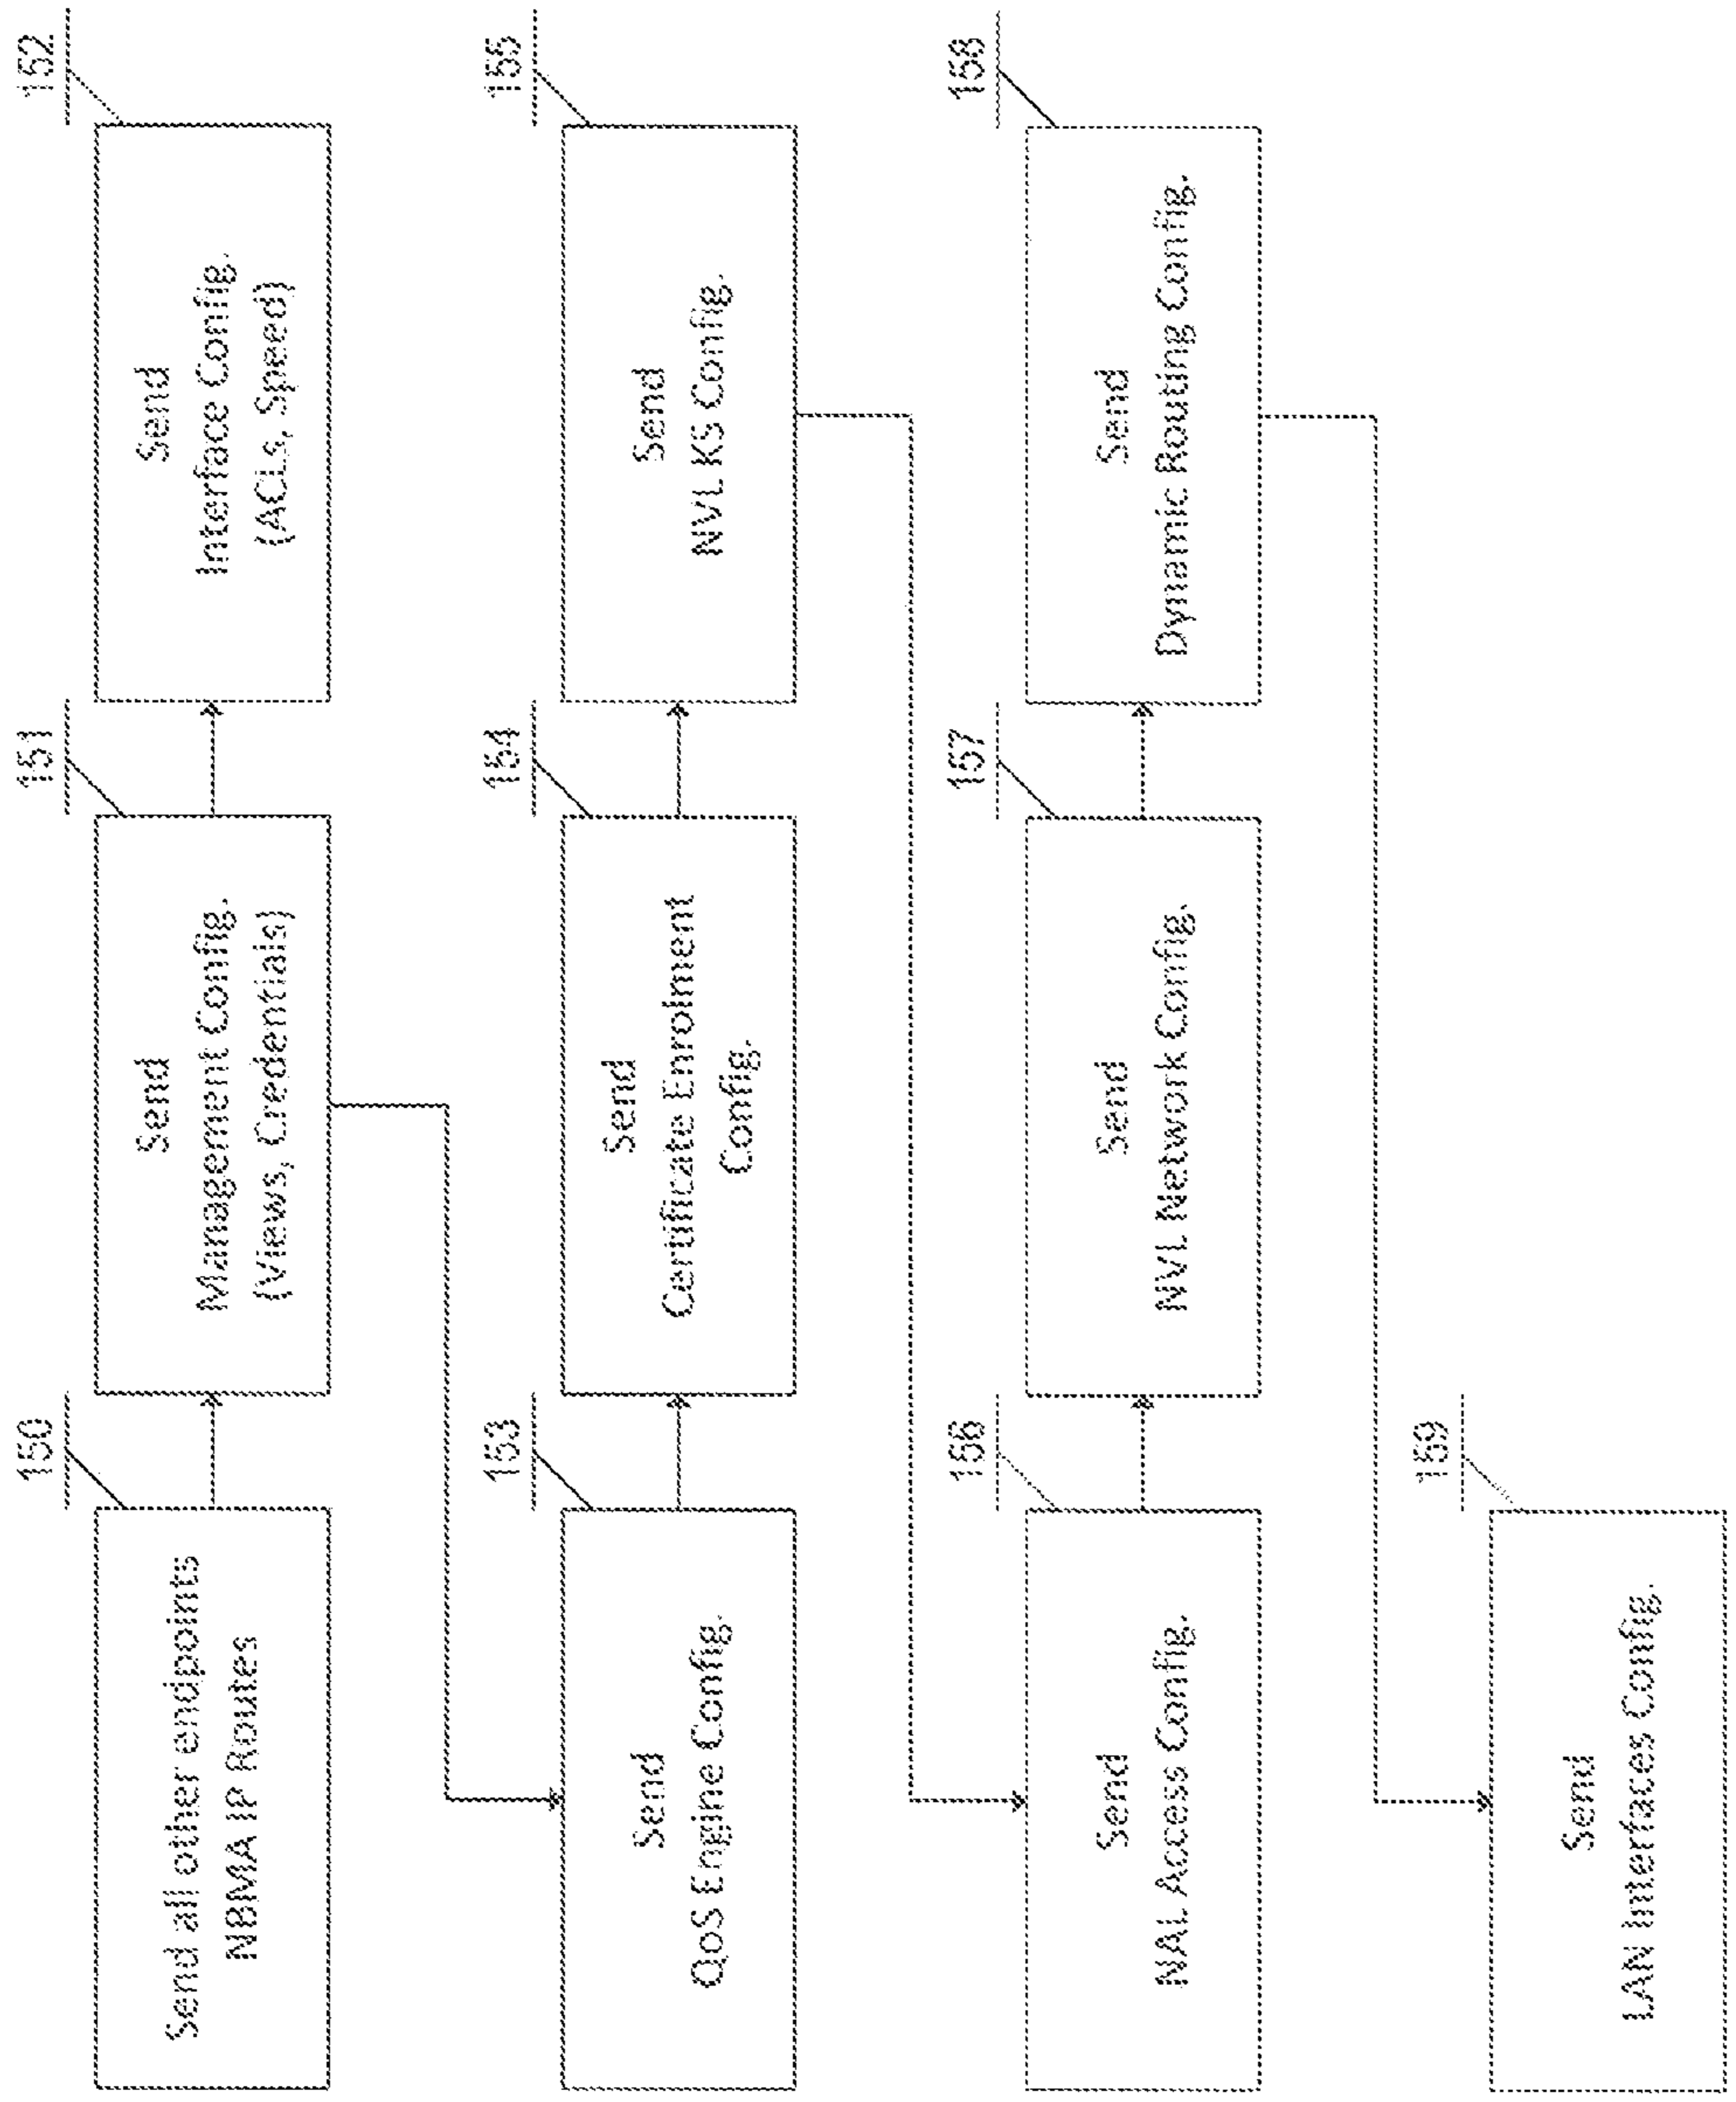 150
Send all other endpoints
NBMA IP Routes
151
Send
Management Config.
(Views, Credentials)
152
Send
Interface Config.
(ACLs, Speed)
153
Send
QoS Engine Config.
154
Send
Certificate Enrolment
Config.
155
Send
NVL KS Config.
156
Send
NAL Access Config.
157
Send
NVL Network Config.
158
Send
Dynamic Routing Config.
159
Send
LAN Interfaces Config.